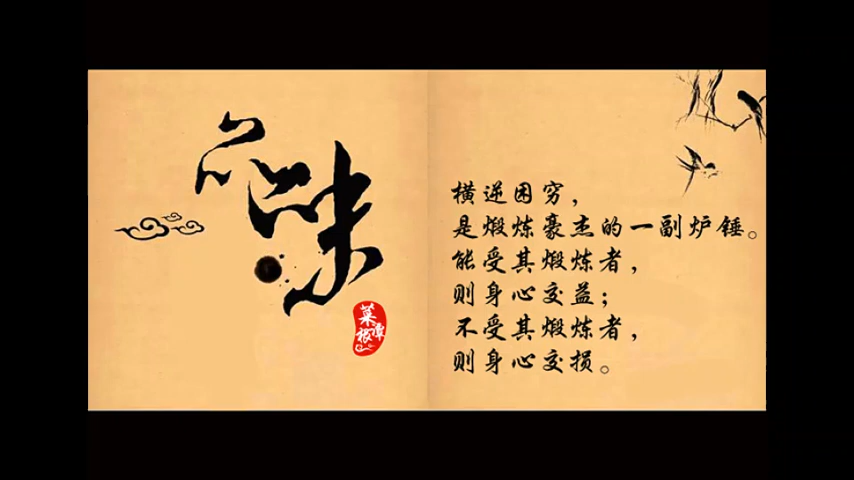 品味
菜根谭
横逆困穷，
是煅炼豪杰的一副炉锤。
能受其煅炼者，
则身心交益；
不受其煅炼者，
则身心交损。